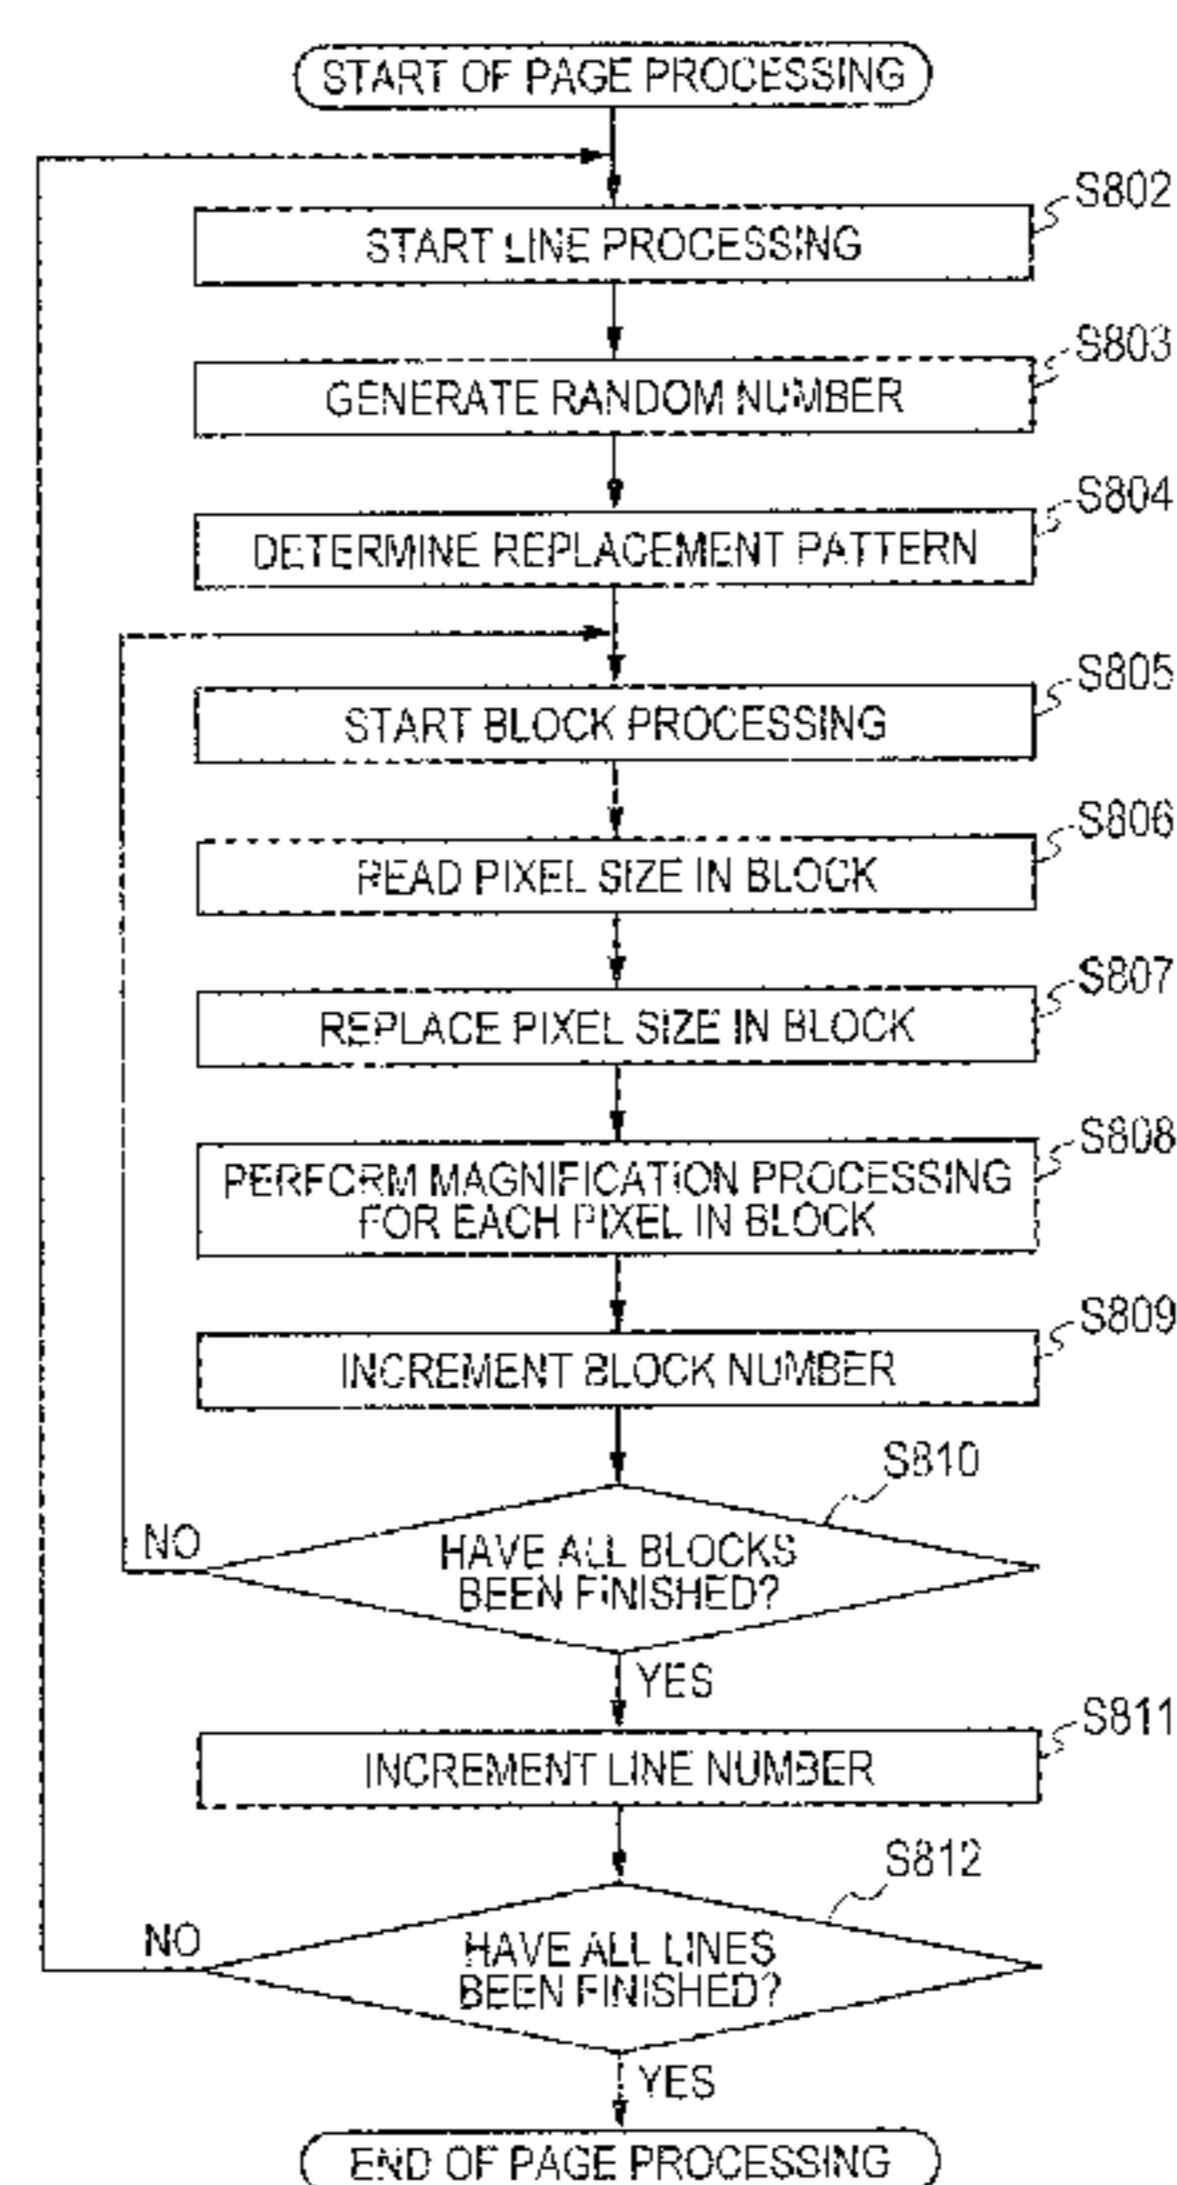 START OF PAGE PROCESSING
S802
START LINE PROCESSING
S803
GENERATE RANDOM NUMBER
S804
DETERMINE REPLACEMENT PATTERN
S805
START BLOCK PROCESSING
S806
READ PIXEL SIZE IN BLOCK
S807
REPLACE PIXEL SIZE IN BLOCK
S808
PERFORM MAGNIFICATION PROCESSING
FOR EACH PIXEL IN BLOCK
S809
INCREMENT BLOCK NUMBER
S810
NO
HAVE ALL BLOCKS
BEEN FINISHED?
YES
S811
INCREMENT LINE NUMBER
S812
NO
HAVE ALL LINES
BEEN FINISHED?
YES
END OF PAGE PROCESSING